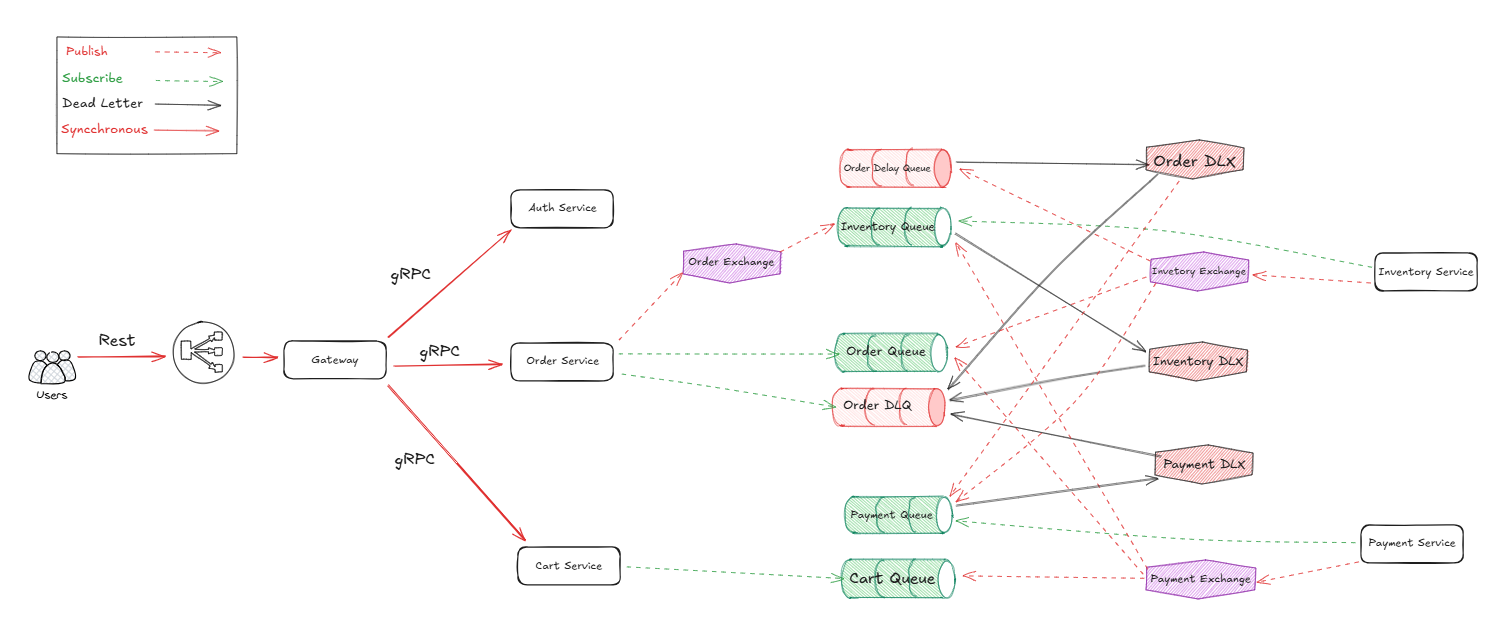 Publish
Subscribe
Dead Letter
Syncchronous
Order Delay Queue
Order DLX
Auth Service
Inventory Queue
Order Exchange
gRPC
Invetory Exchange
Inventory Service
Rest
gRPC
Order Queue
Gateway
Order Service
Inventory DLX
Users
Order DLQ
gRPC
Payment DLX
Payment Queue
Payment Service
Cart Service
Cart Queue
Payment Exchange